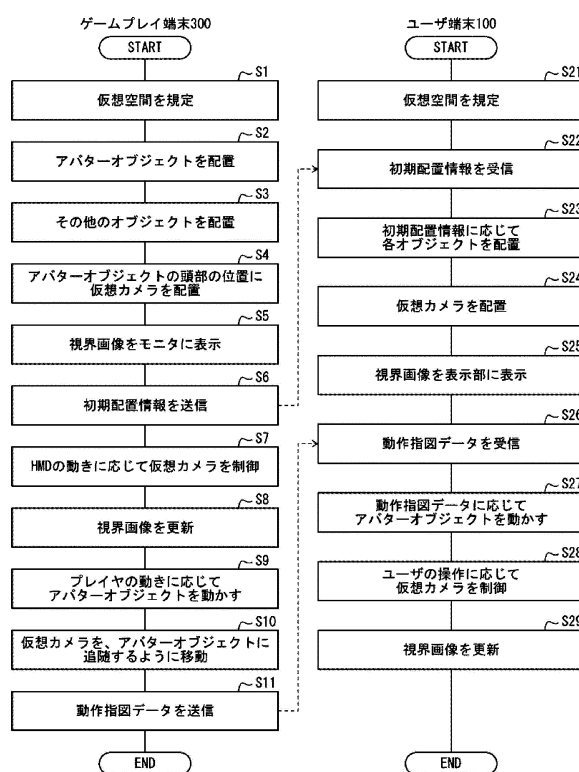 ゲームプレイ端末300
START
S1
仮想空間を規定
S2
アバターオブジェクトを配置
S3
その他のオブジェクトを配置
S4
アバターオブジェクトの頭部の位置に
仮想カメラを配置
S5
視界画像をモニタに表示
S6
初期配置情報を送信
S7
HMDの動きに応じて仮想カメラを制御
S8
視界画像を更新
S9
プレイヤの動きに応じて
アバターオブジェクトを動かす
S10
仮想カメラを、アバターオブジェクトに
追随するように移動
S11
動作指図データを送信
END
ユーザ端末100
START
S21
仮想空間を規定
S22
初期配置情報を受信
S23
初期配置情報に応じて
各オブジェクトを配置
S24
仮想カメラを配置
S25
視界画像を表示部に表示
S26
動作指図データを受信
S27
動作指図データに応じて
アバターオブジェクトを動かす
S28
ユーザの操作に応じて
仮想カメラを制御
S29
視界画像を更新
END